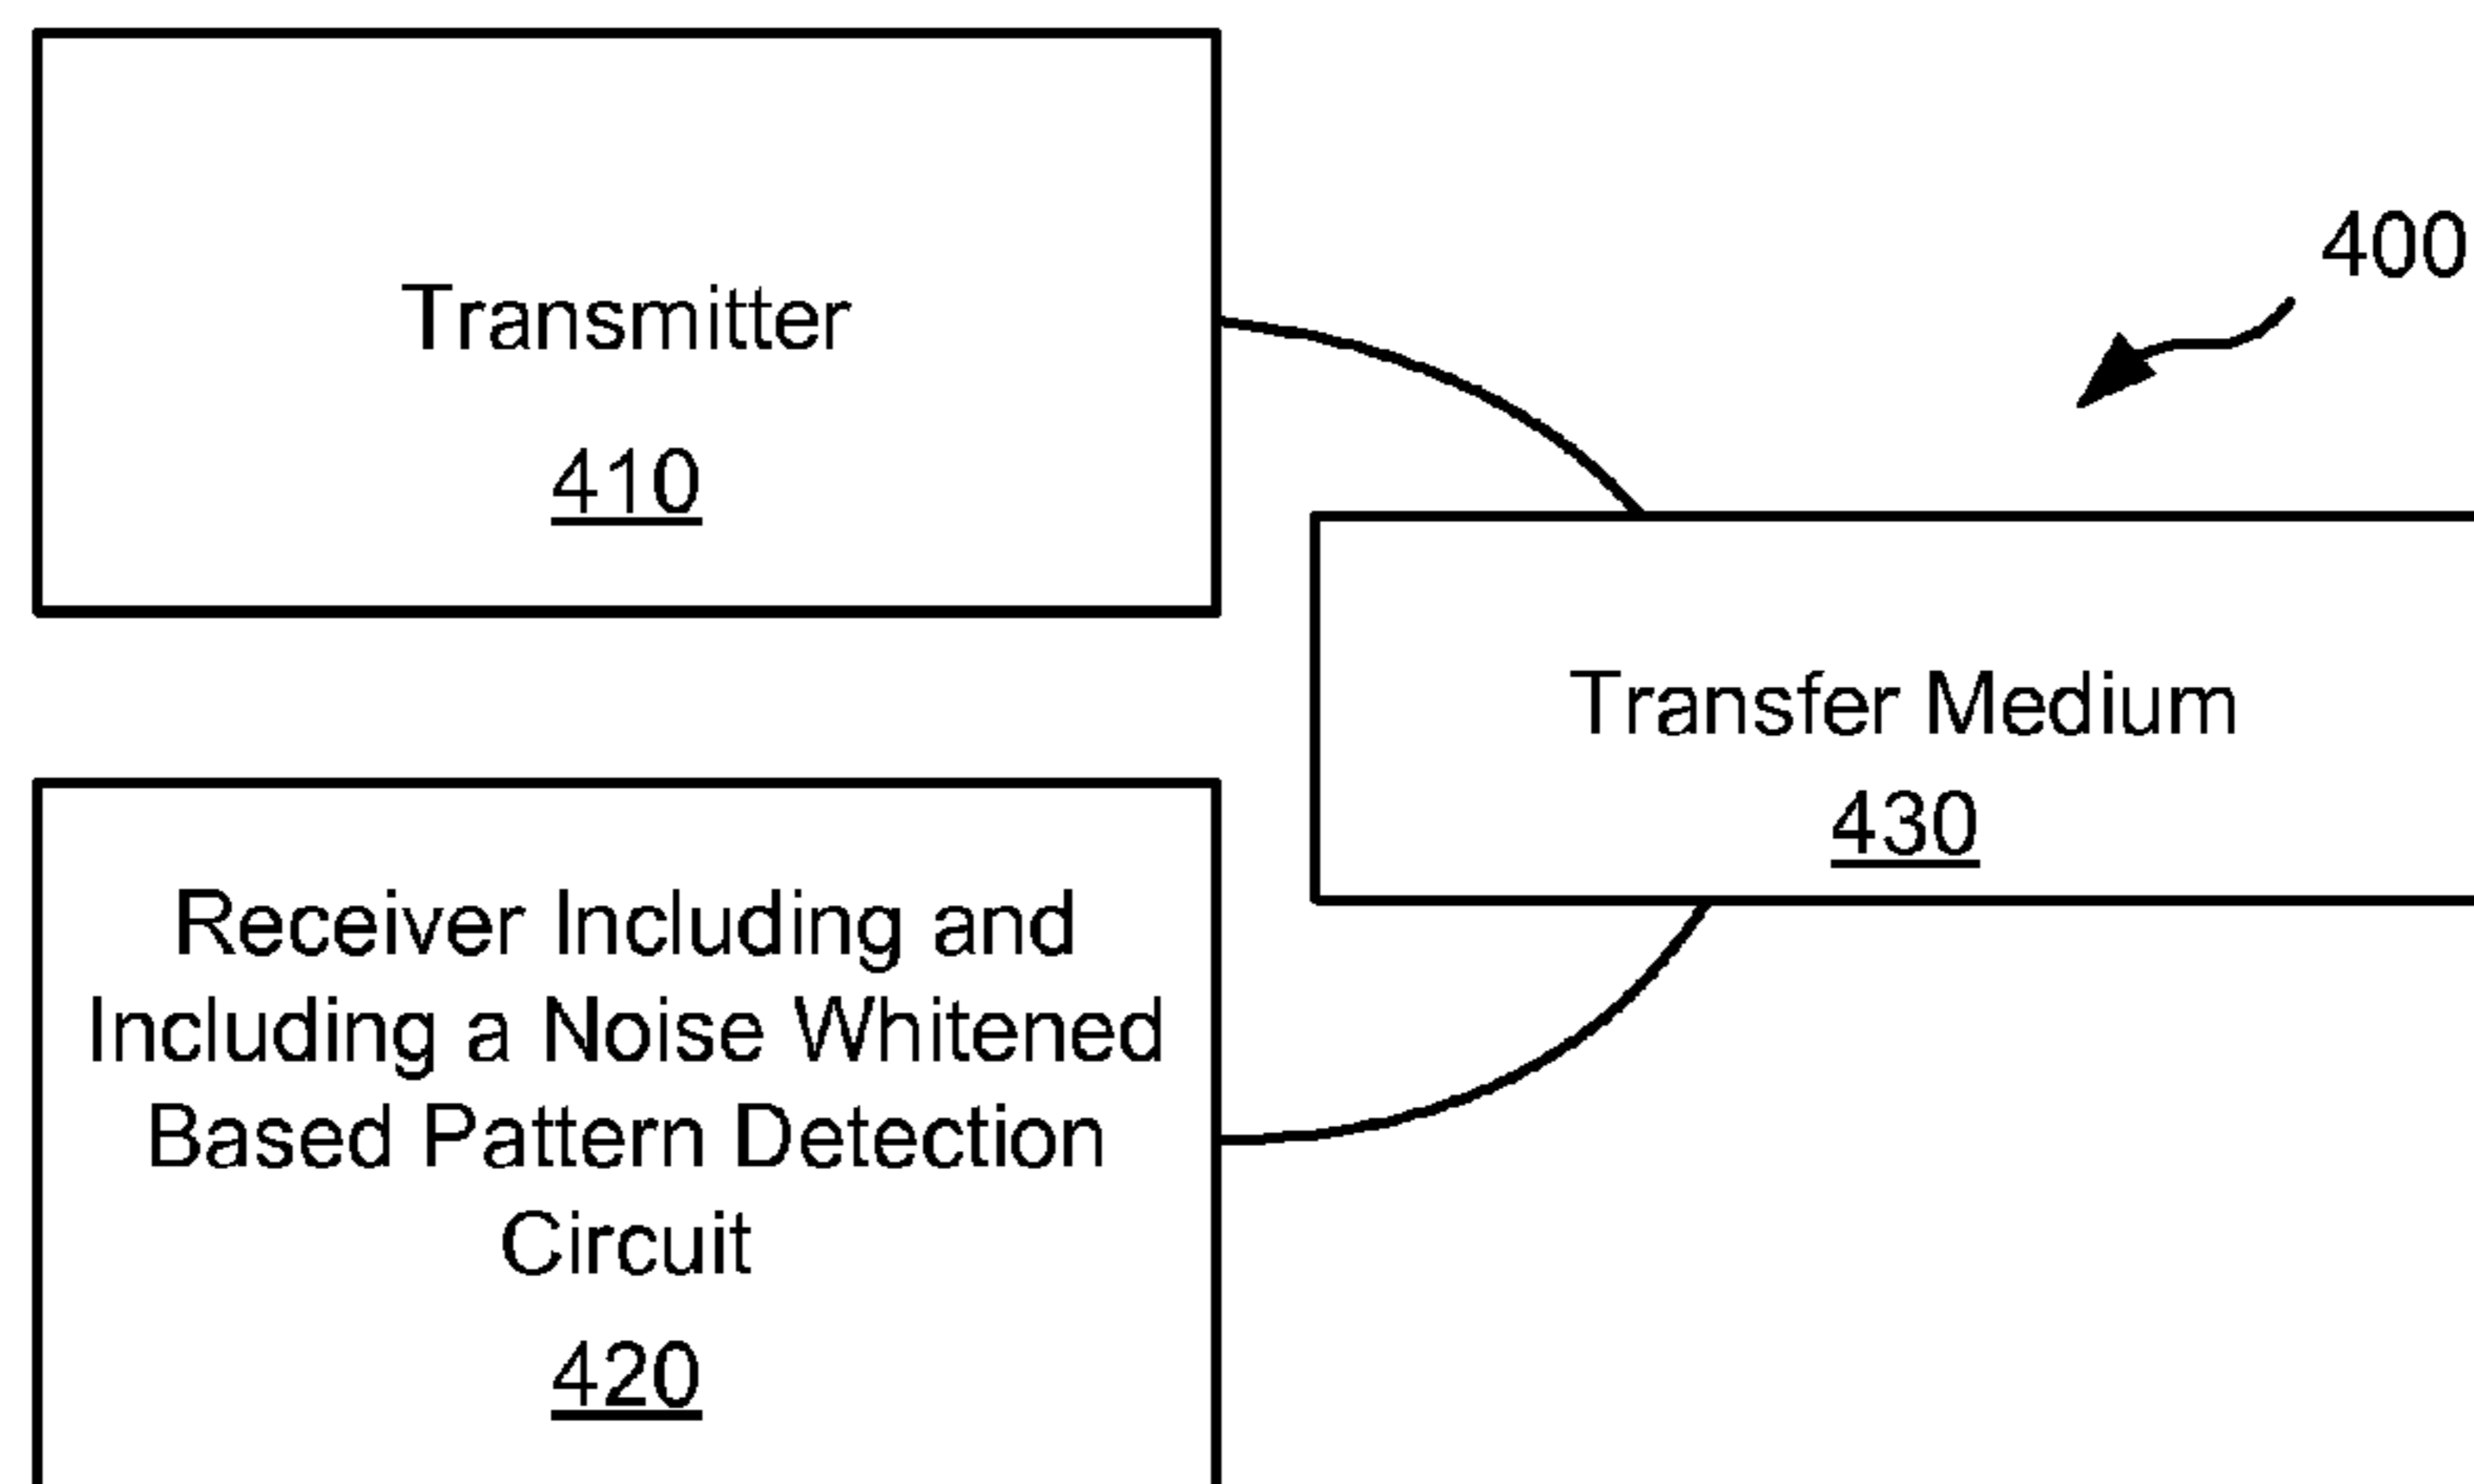 Transmitter
410
400
Transfer Medium
430
Receiver Including and
Including a Noise Whitened
Based Pattern Detection
Circuit
420